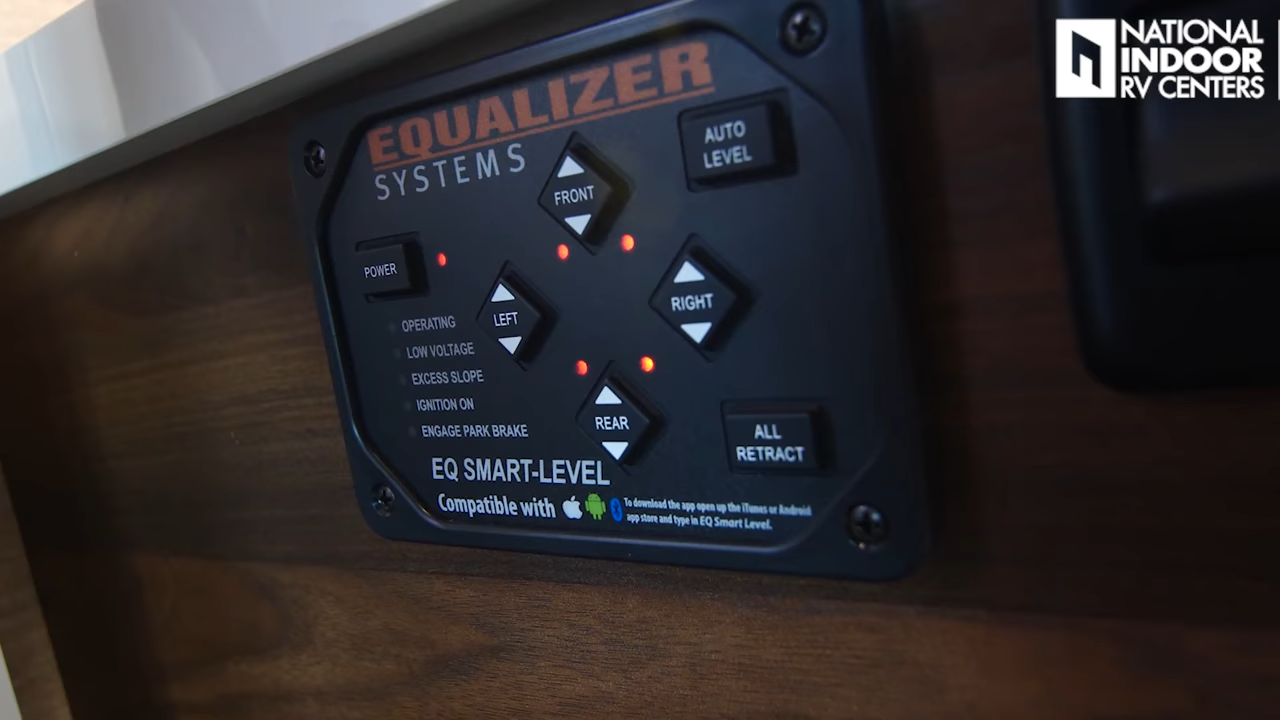 NATIONAL
INDOOR
RV CENTERS
EQUALIZER
SYSTEMS
AUTO
LEVEL
FRONT
POWER
LEFT
RIGHT
OPERATING
LOW VOLTAGE
EXCESS SLOPE
IGNITION ON
ENGAGE PARK BRAKE
REAR
ALL
RETRACT
EQ SMART-LEVEL
Compatible with
To download the app open up the iTunes or Android
app store and type in EQ Smart Level.